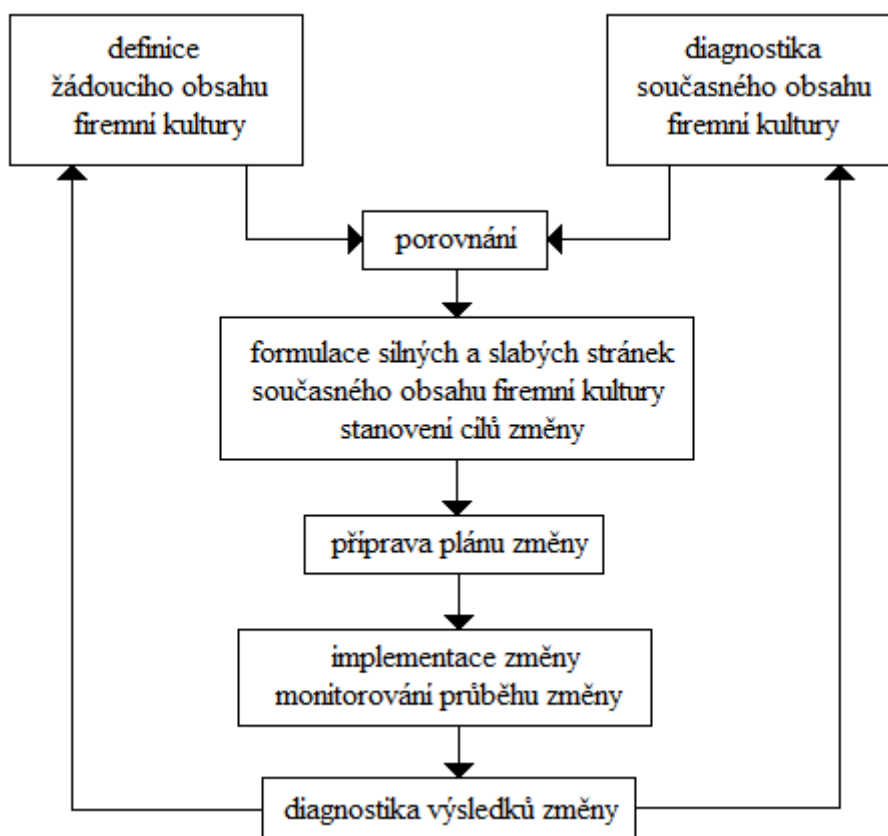 definice
žádoucího obsahu
firemní kultury
diagnostika
současného obsahu
firemní kultury
porovnání
formulace silných a slabých stránek
současného obsahu firemní kultury
stanovení cílů změny
příprava plánu změny
implementace změny
monitorování průběhu změny
diagnostika výsledků změny